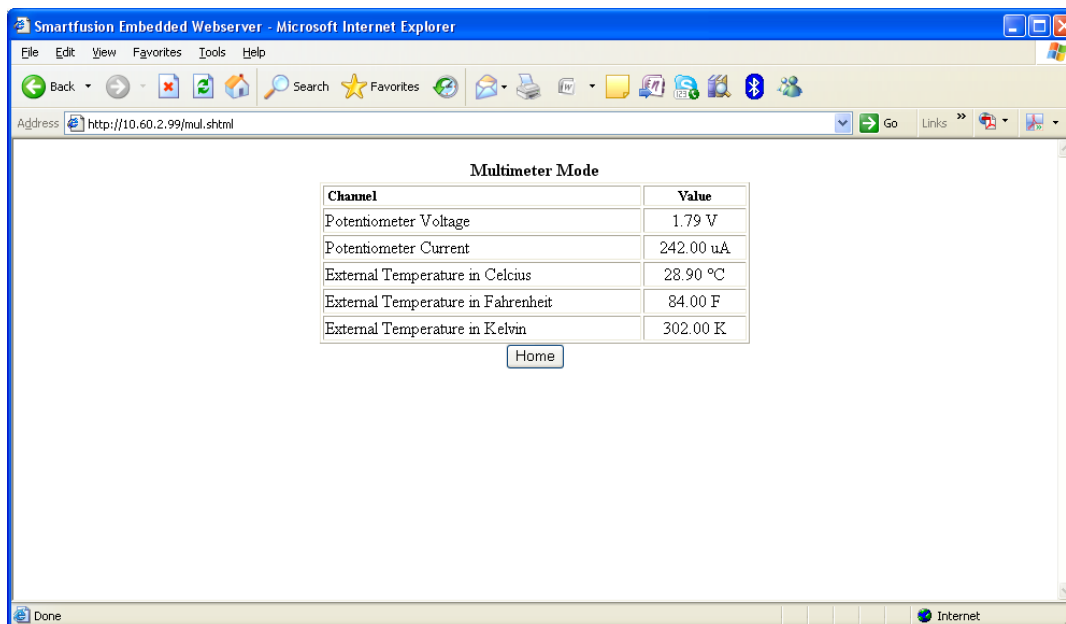 Smartfusion Embedded Webserver - Microsoft Internet Explorer
File Edit View Favorites Tools Help
Back Search Favorites
Address http://10.60.2.99/mul.shtml Go Links »
Multimeter Mode
Channel Value
Potentiometer Voltage 1.79 V
Potentiometer Current 242.00 uA
External Temperature in Celcius 28.90 ºC
External Temperature in Fahrenheit 84.00 F
External Temperature in Kelvin 302.00 K
Home
Done Internet